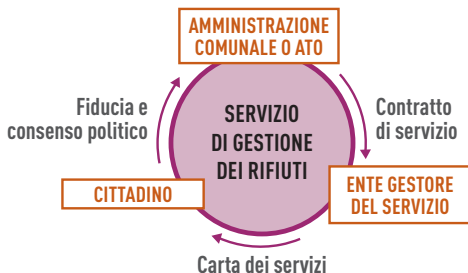 AMMINISTRAZIONE
COMUNALE O ATO
Fiducia e
consenso politico
SERVIZIO
DI GESTIONE
DEI RIFIUTI
Contratto
di servizio
CITTADINO
ENTE GESTORE
DEL SERVIZIO
Carta dei servizi